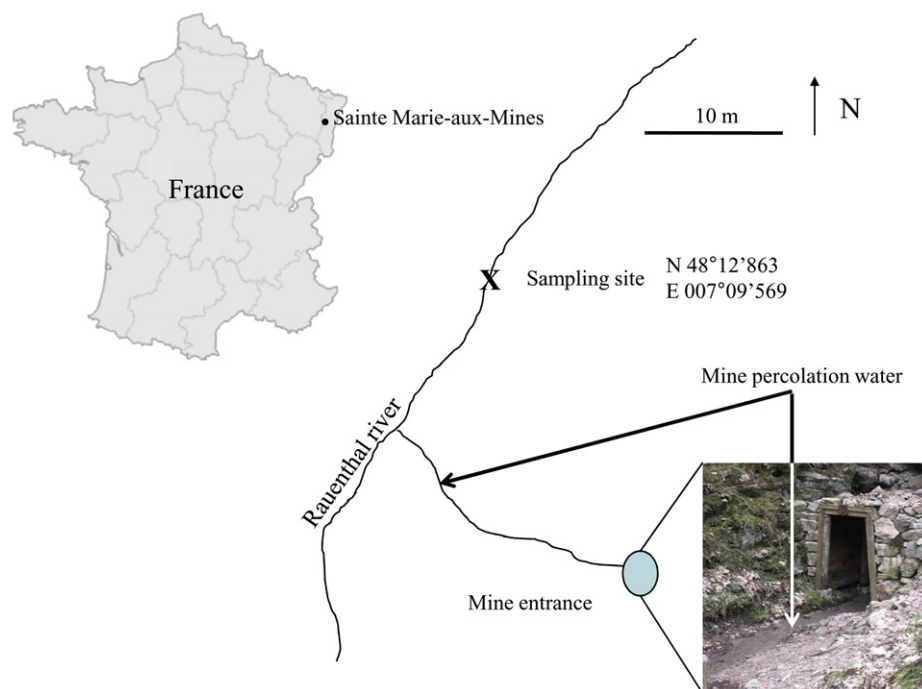 Sainte Marie-aux-Mines
France
10 m
N
X
Sampling site
N 48°12’863
E 007°09’569
Mine percolation water
Rauenthal river
Mine entrance